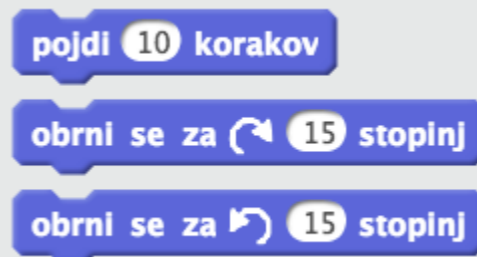 pojdi 10 korakov
obrni se za 15 stopinj
obrni se za 15 stopinj